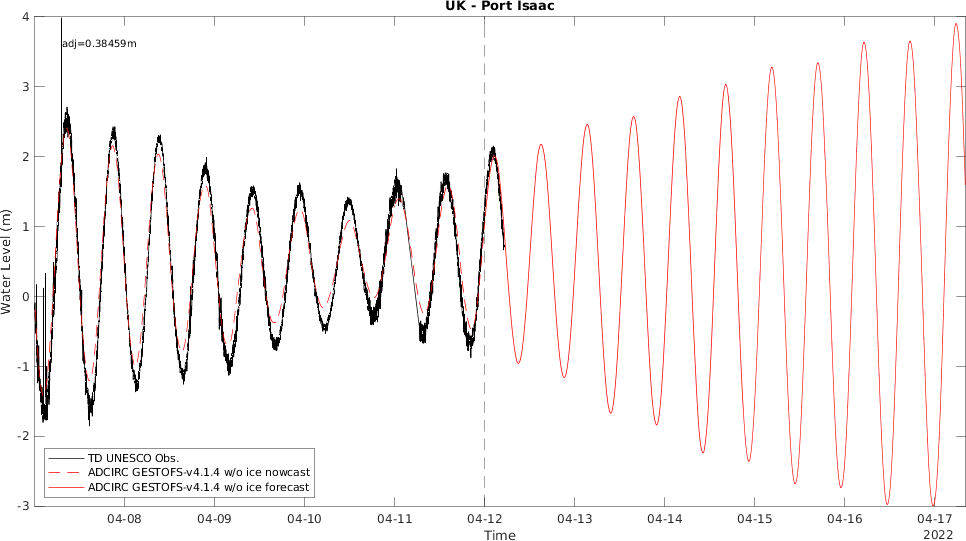 UK - Port Isaac
adj=0.38459m
Water Level (m)
4
3
2
1
0
-1
-2
-3
TD UNESCO Obs.
ADCIRC GESTOFS-v4.1.4 w/o ice nowcast
ADCIRC GESTOFS-v4.1.4 w/o ice forecast
04-08 04-09 04-10 04-11 04-12 04-13 04-14 04-15 04-16 04-17
Time
2022